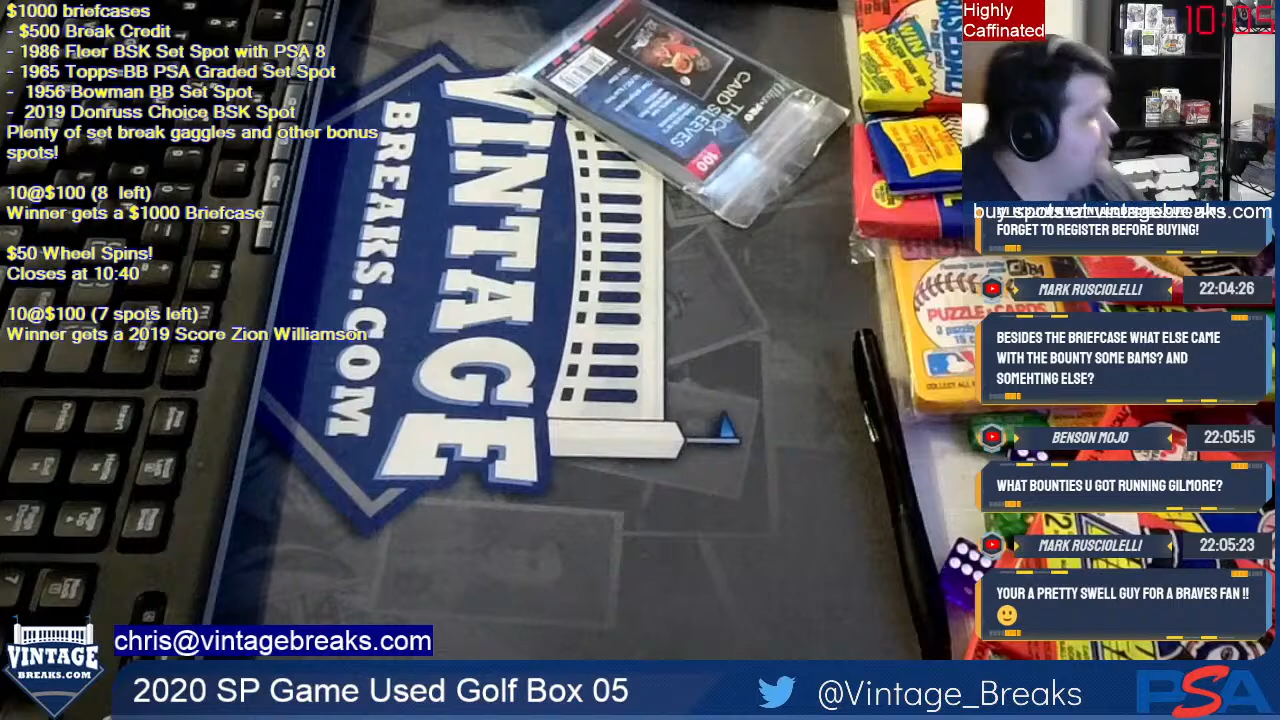 $1000 briefcases
- $500 Break Credit
- 1986 Fleer BSK Set Spot with PSA 8
- 1965 Topps BB PSA Graded Set Spot
- 1956 Bowman BB Set Spot
- 2019 Donruss Choice BSK Spot
Plenty of set break gaggles and other bonus
spots!
10@$100 (8 left)
Winner gets a $1000 Briefcase
$50 Wheel Spins!
Closes at 10:40
10@$100 (7 spots left)
Winner gets a 2019 Score Zion Williamson
VINTAGE
BREAKS.COM
THICK
CARD SLEEVES
100
WIN
PUZZLE & CARDS
Highly
Caffinated
10:05
buy spots at vintagebreaks.com
FORGET TO REGISTER BEFORE BUYING!
MARK RUSCIOLELLI 22:04:26
BESIDES THE BRIEFCASE WHAT ELSE CAME
WITH THE BOUNTY SOME BAMS? AND
SOMEHTING ELSE?
BENSON MOJO 22:05:15
WHAT BOUNTIES U GOT RUNNING GILMORE?
MARK RUSCIOLELLI 22:05:23
YOUR A PRETTY SWELL GUY FOR A BRAVES FAN !!
chris@vintagebreaks.com
VINTAGE
BREAKS.COM
2020 SP Game Used Golf Box 05
@Vintage_Breaks
PSA